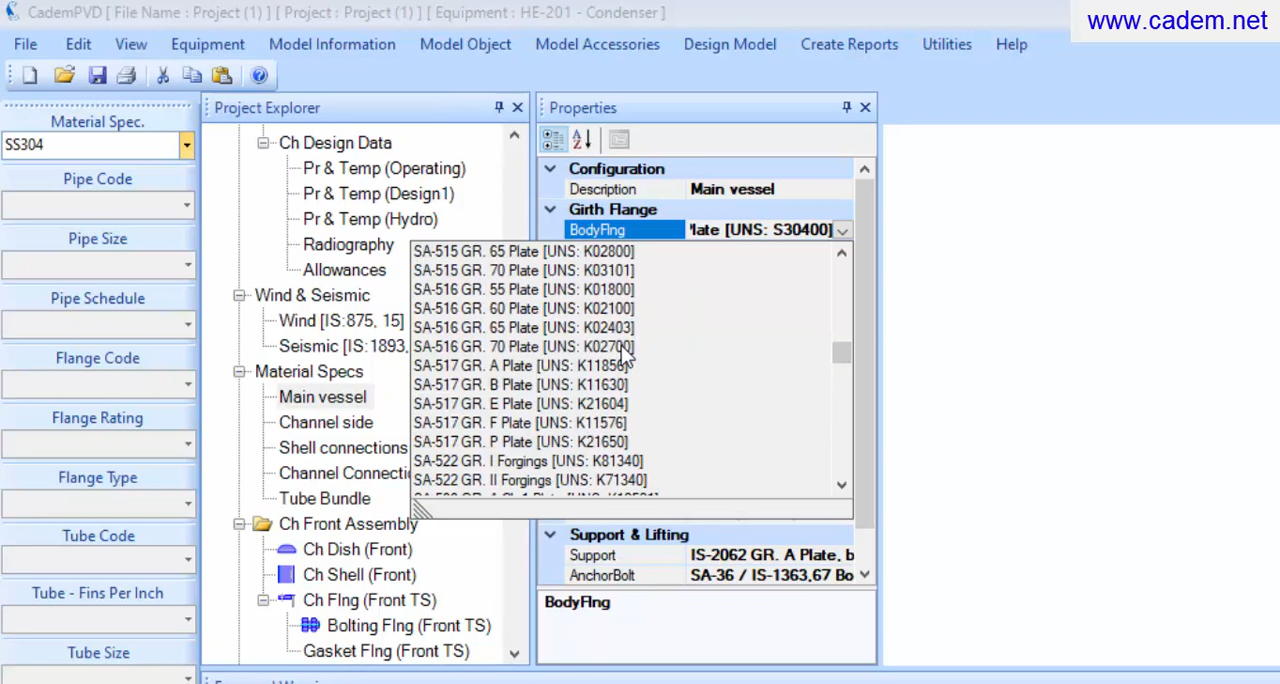 CademPVD [ File Name : Project (1) ] [ Project : Project (1) ] [ Equipment : HE-201 - Condenser ]
www.cadem.net
File Edit View Equipment Model Information Model Object Model Accessories Design Model Create Reports Utilities Help
Material Spec.
SS304
Pipe Code
Pipe Size
Pipe Schedule
Flange Code
Flange Rating
Flange Type
Tube Code
Tube - Fins Per Inch
Tube Size
Project Explorer
Ch Design Data
Pr & Temp (Operating)
Pr & Temp (Design1)
Pr & Temp (Hydro)
Radiography
Allowances
Wind & Seismic
Wind [IS:875, 15]
Seismic [IS:1893,
Material Specs
Main vessel
Channel side
Shell connections
Channel Connecti
Tube Bundle
Ch Front Assembly
Ch Dish (Front)
Ch Shell (Front)
Ch Flng (Front TS)
Bolting Flng (Front TS)
Gasket Flng (Front TS)
Properties
Configuration
Description Main vessel
Girth Flange
BodyFlng 'late [UNS: S30400]
SA-515 GR. 65 Plate [UNS: K02800]
SA-515 GR. 70 Plate [UNS: K03101]
SA-516 GR. 55 Plate [UNS: K01800]
SA-516 GR. 60 Plate [UNS: K02100]
SA-516 GR. 65 Plate [UNS: K02403]
SA-516 GR. 70 Plate [UNS: K02700]
SA-517 GR. A Plate [UNS: K11856]
SA-517 GR. B Plate [UNS: K11630]
SA-517 GR. E Plate [UNS: K21604]
SA-517 GR. F Plate [UNS: K11576]
SA-517 GR. P Plate [UNS: K21650]
SA-522 GR. I Forgings [UNS: K81340]
SA-522 GR. II Forgings [UNS: K71340]
Support & Lifting
Support IS-2062 GR. A Plate, b
AnchorBolt SA-36 / IS-1363,67 Bo
BodyFlng